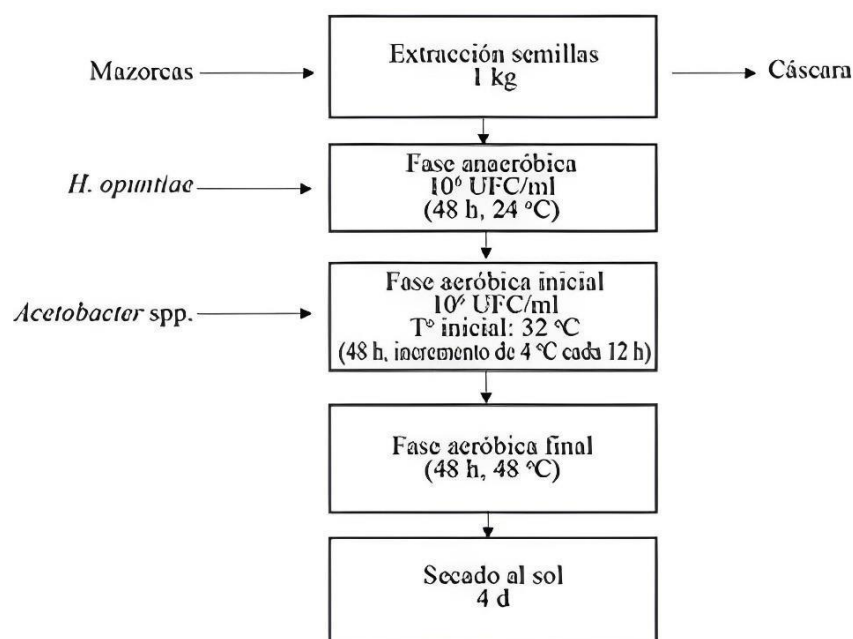 Extracción semillas
1 kg
Mazorcas
Cáscara
Fase anaeróbica
10⁶ UFC/ml
(48 h, 24 °C)
H. opuntiae
Fase aeróbica inicial
10⁶ UFC/ml
Tº inicial: 32 °C
(48 h, incremento de 4 °C cada 12 h)
Acetobacter spp.
Fase aeróbica final
(48 h, 48 °C)
Secado al sol
4 d